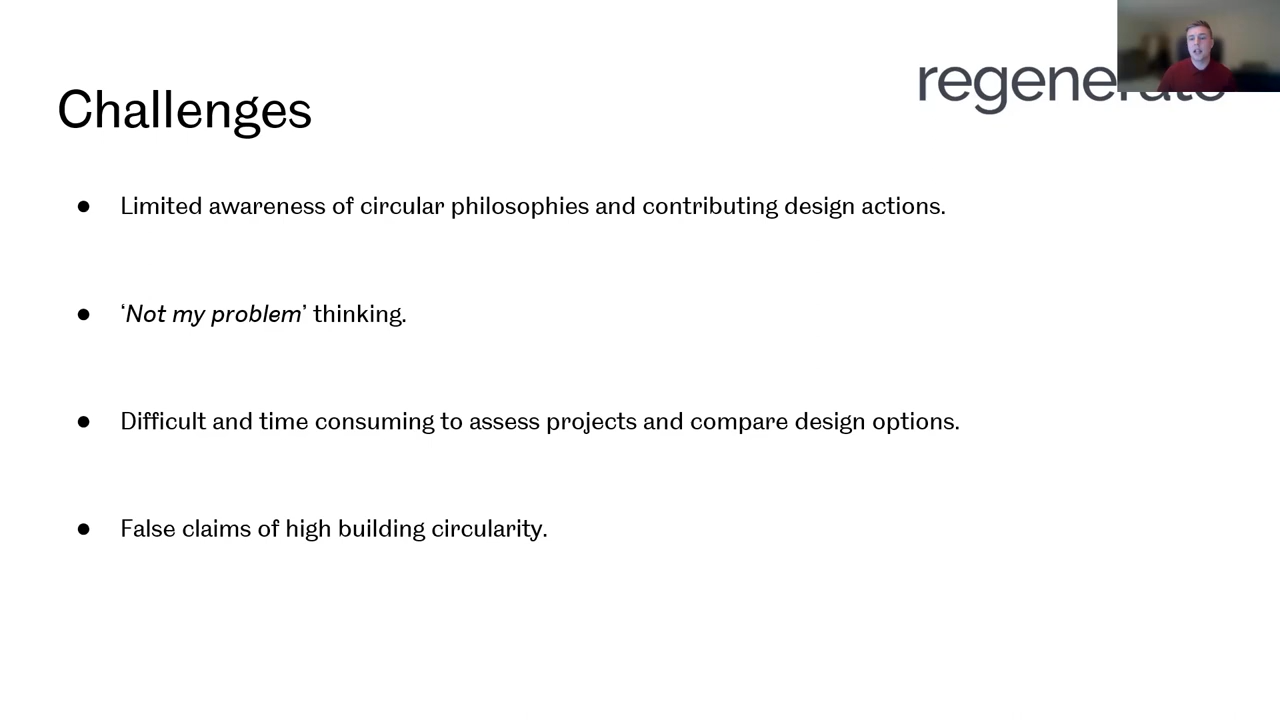 regenerate
Challenges
● Limited awareness of circular philosophies and contributing design actions.
● ‘Not my problem’ thinking.
● Difficult and time consuming to assess projects and compare design options.
● False claims of high building circularity.